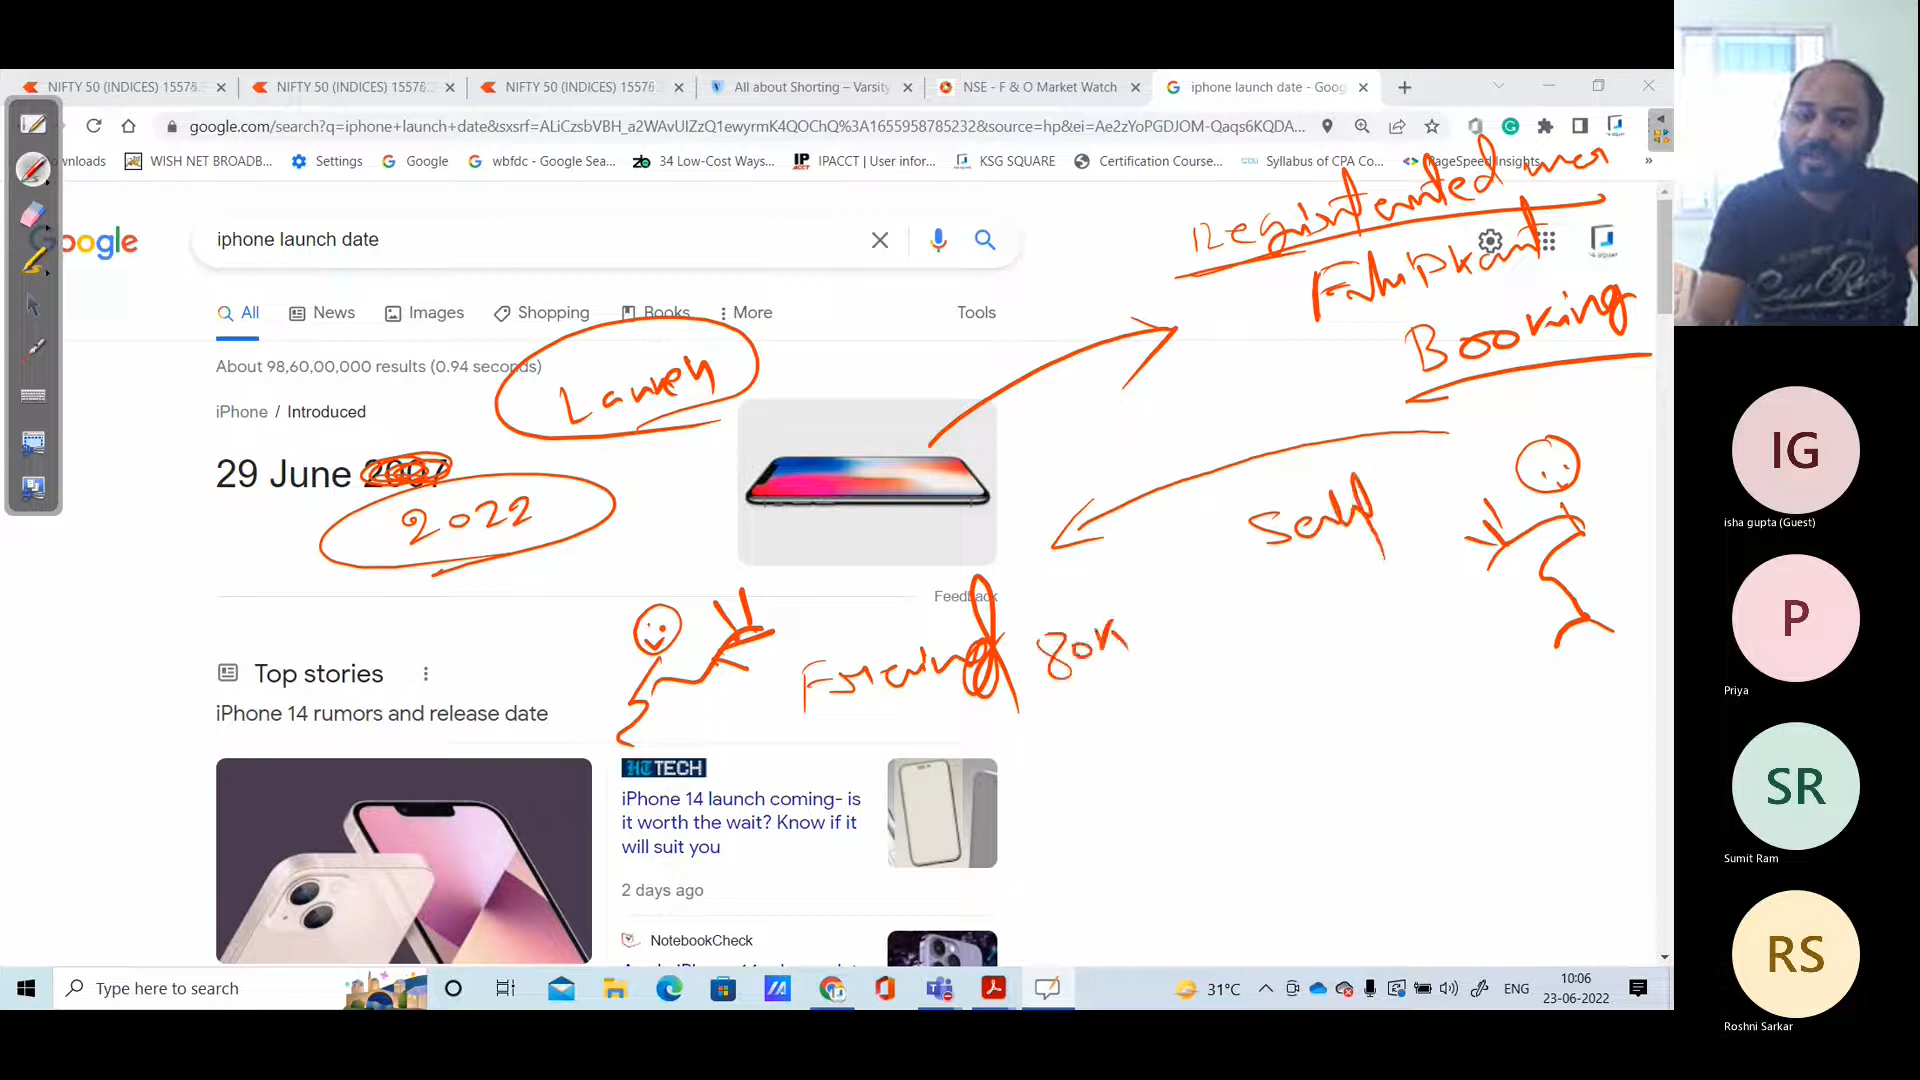 NIFTY 50 (INDICES) 15578.
NIFTY 50 (INDICES) 1557&.
NIFTY 50 (INDICES) 15576.
All about Shorting – Varsity
NSE - F & O Market Watch
iphone launch date - Goog
google.com/search?q=iphone+launch+date&sxsrf=ALiCzsbVBH_a2WAvUIZzQ1ewyrmK4QOChQ%3A1655958785232&source=hp&ei=Ae2zYoPGDJOM-Qaqs6KQDA...
wnloads
WISH NET BROADB...
Settings
Google
wbfdc - Google Sea...
34 Low-Cost Ways...
IPACCT | User infor...
KSG SQUARE
Certification Course...
Syllabus of CPA Co...
PageSpeed Insights
»
Google
iphone launch date
Booking
All
News
Images
Shopping
Books
More
Tools
About 98,60,00,000 results (0.94 seconds)
iPhone / Introduced
29 June 2007
2022
Feedback
80K
Top stories
iPhone 14 rumors and release date
HT TECH
iPhone 14 launch coming- is
it worth the wait? Know if it
will suit you
2 days ago
NotebookCheck
Type here to search
31°C
ENG
10:06
23-06-2022
IG
isha gupta (Guest)
P
Priya
SR
Sumit Ram
RS
Roshni Sarkar